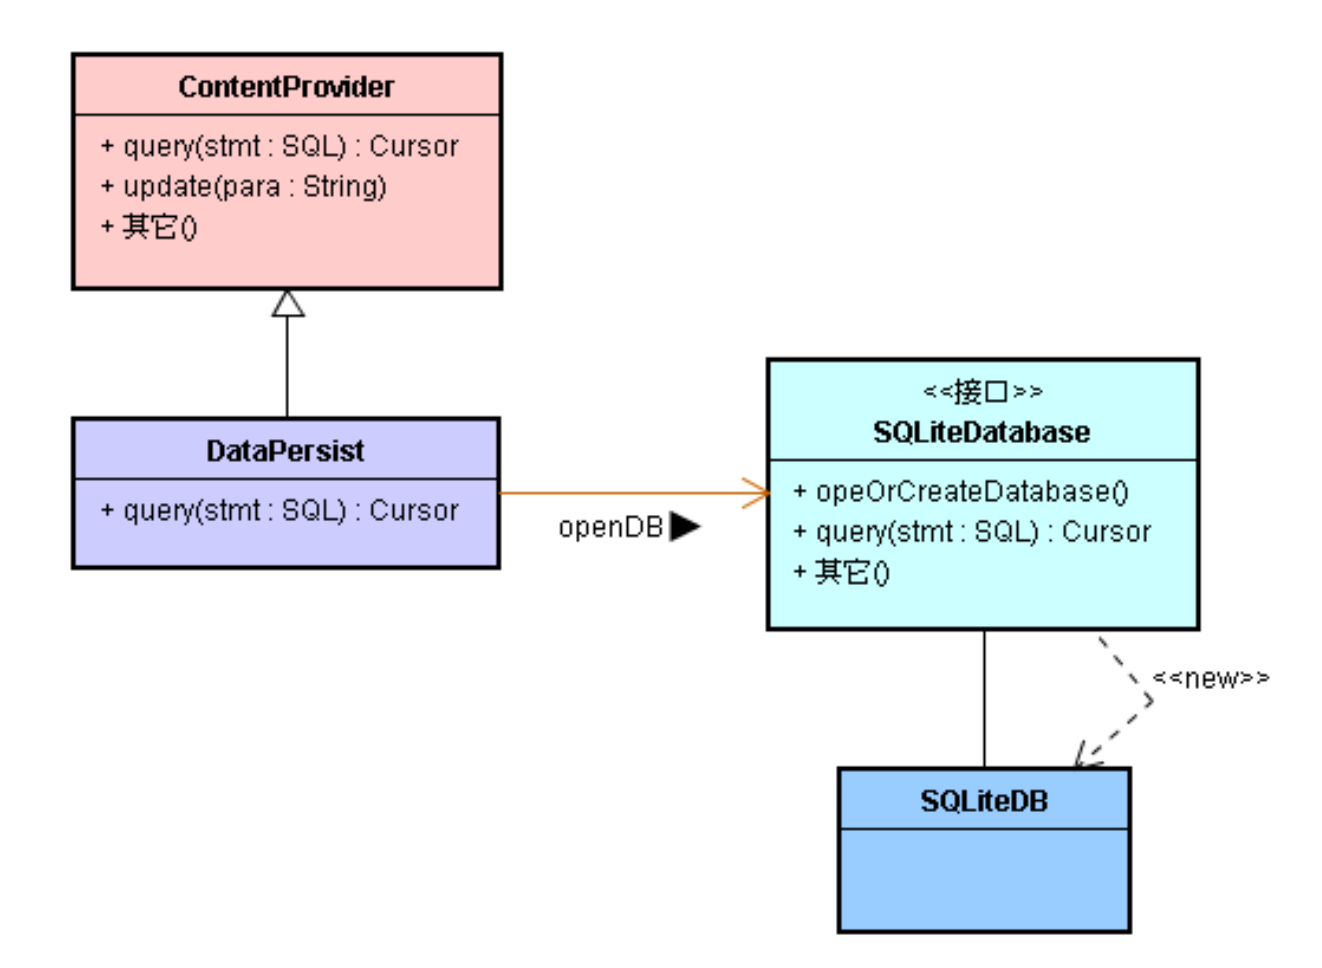 ContentProvider
+ query(stmt : SQL) : Cursor
+ update(para : String)
+ 其它()
DataPersist
+ query(stmt : SQL) : Cursor
openDB▶
<<接口>>
SQLiteDatabase
+ opeOrCreateDatabase()
+ query(stmt : SQL) : Cursor
+ 其它()
<<new>>
SQLiteDB